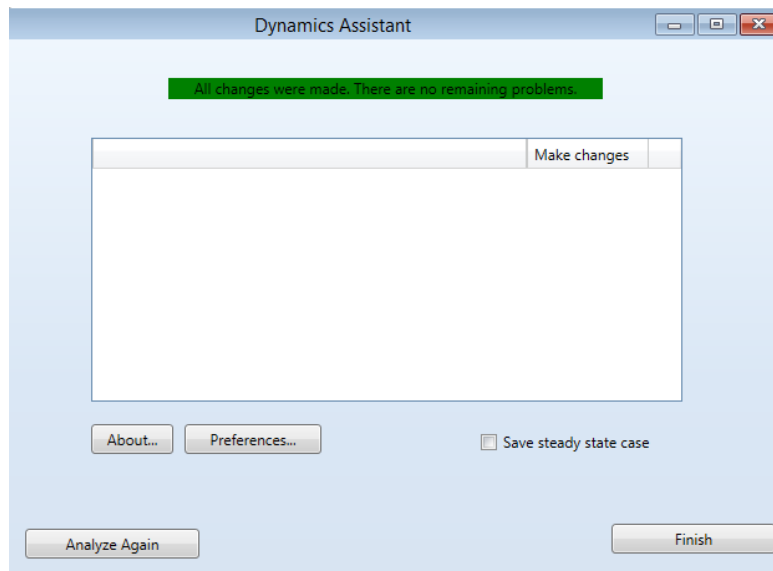 Dynamics Assistant
All changes were made. There are no remaining problems.
Make changes
About...
Preferences...
Save steady state case
Analyze Again
Finish